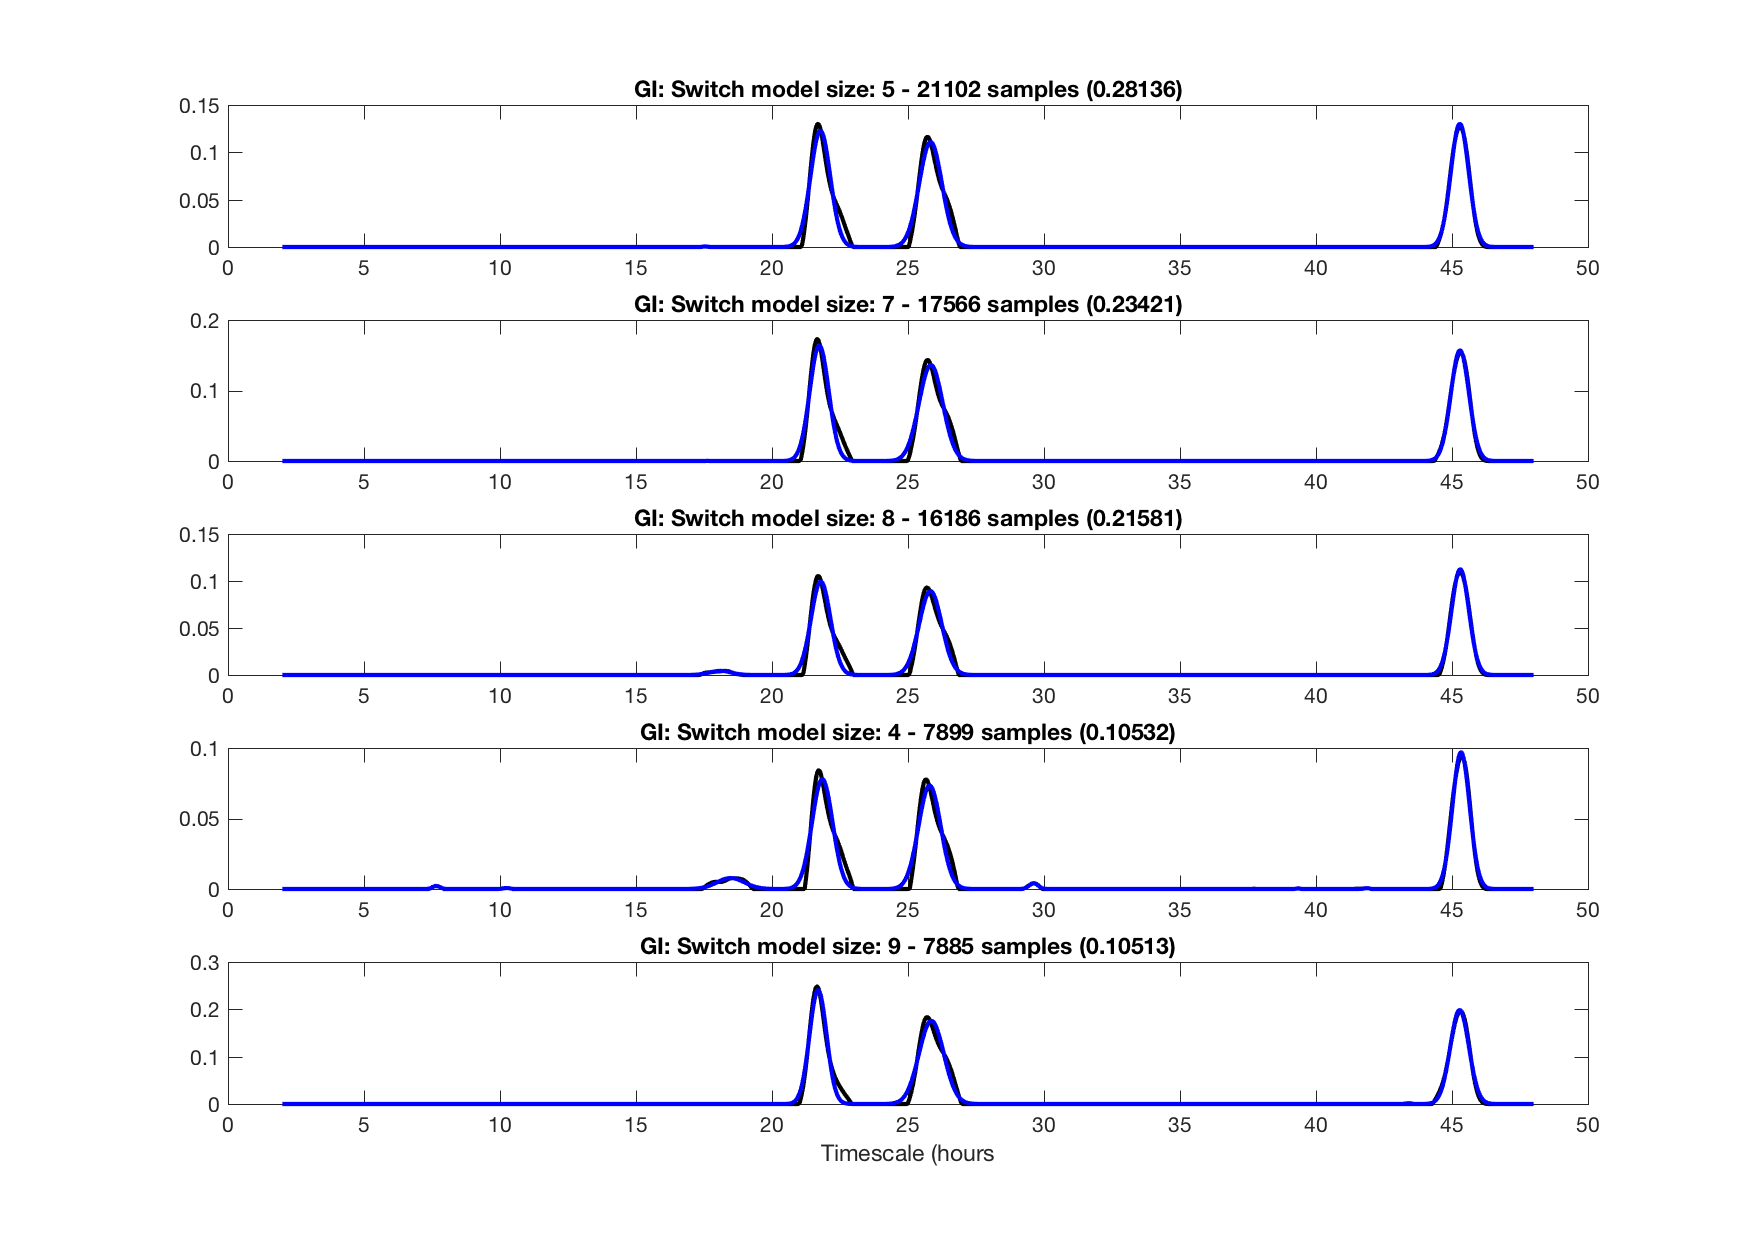 GI: Switch model size: 5 - 21102 samples (0.28136)
0.15
0.1
0.05
0
0 5 10 15 20 25 30 35 40 45 50
GI: Switch model size: 7 - 17566 samples (0.23421)
0.2
0.1
0
0 5 10 15 20 25 30 35 40 45 50
GI: Switch model size: 8 - 16186 samples (0.21581)
0.15
0.1
0.05
0
0 5 10 15 20 25 30 35 40 45 50
GI: Switch model size: 4 - 7899 samples (0.10532)
0.1
0.05
0
0 5 10 15 20 25 30 35 40 45 50
GI: Switch model size: 9 - 7885 samples (0.10513)
0.3
0.2
0.1
0
0 5 10 15 20 25 30 35 40 45 50
Timescale (hours